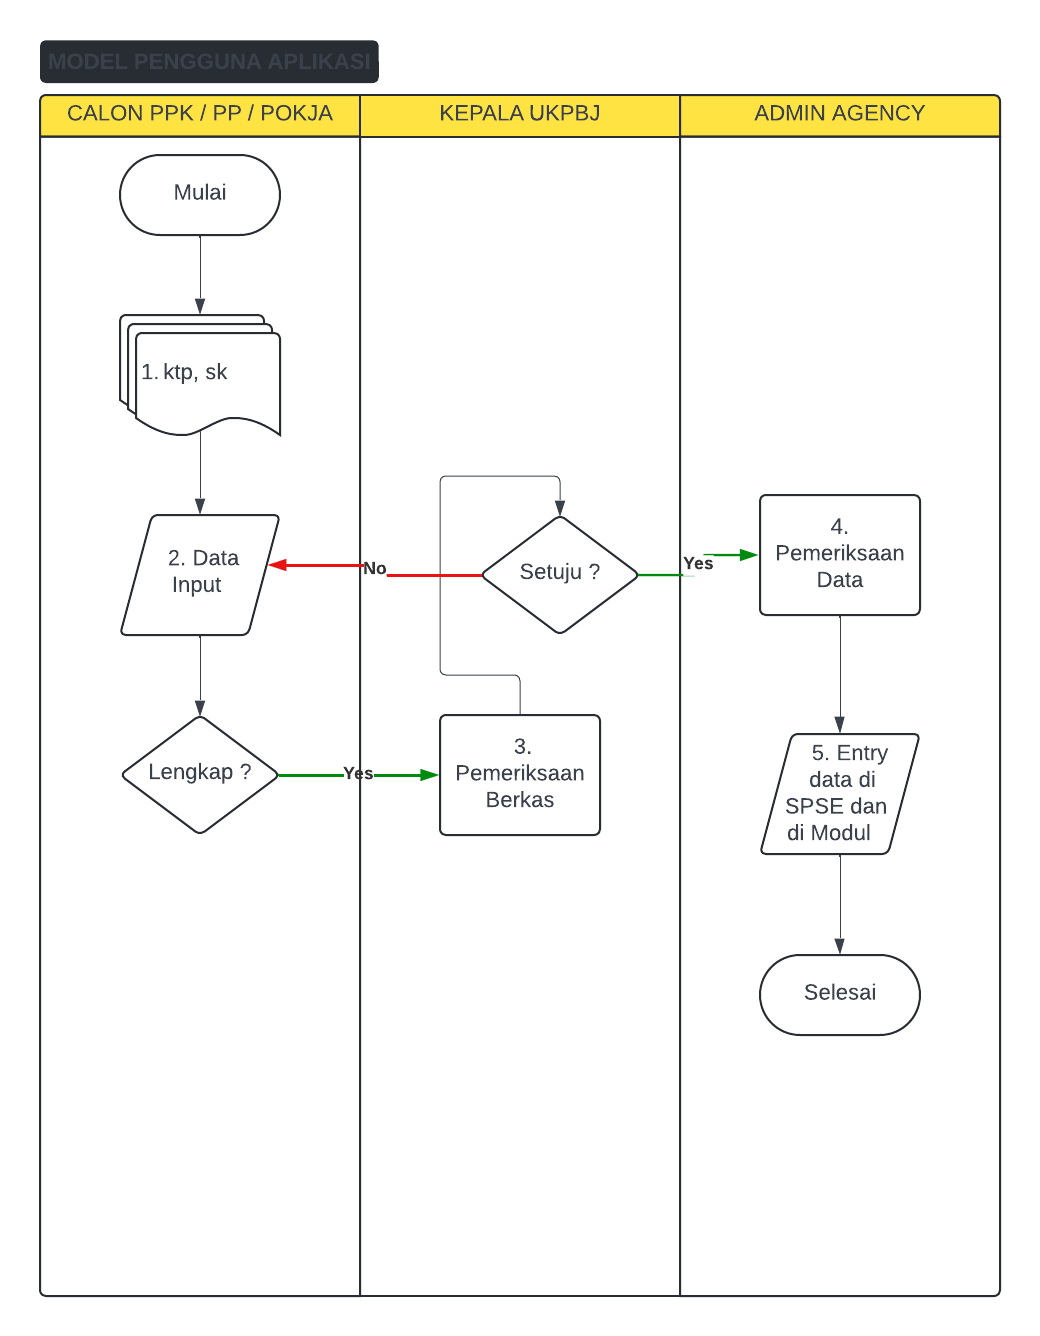 MODEL PENGGUNA APLIKASI
CALON PPK / PP / POKJA
KEPALA UKPBJ
ADMIN AGENCY
Mulai
1. ktp, sk
2. Data
Input
No
Setuju ?
Yes
4.
Pemeriksaan
Data
Lengkap ?
Yes
3.
Pemeriksaan
Berkas
5. Entry
data di
SPSE dan
di Modul
Selesai